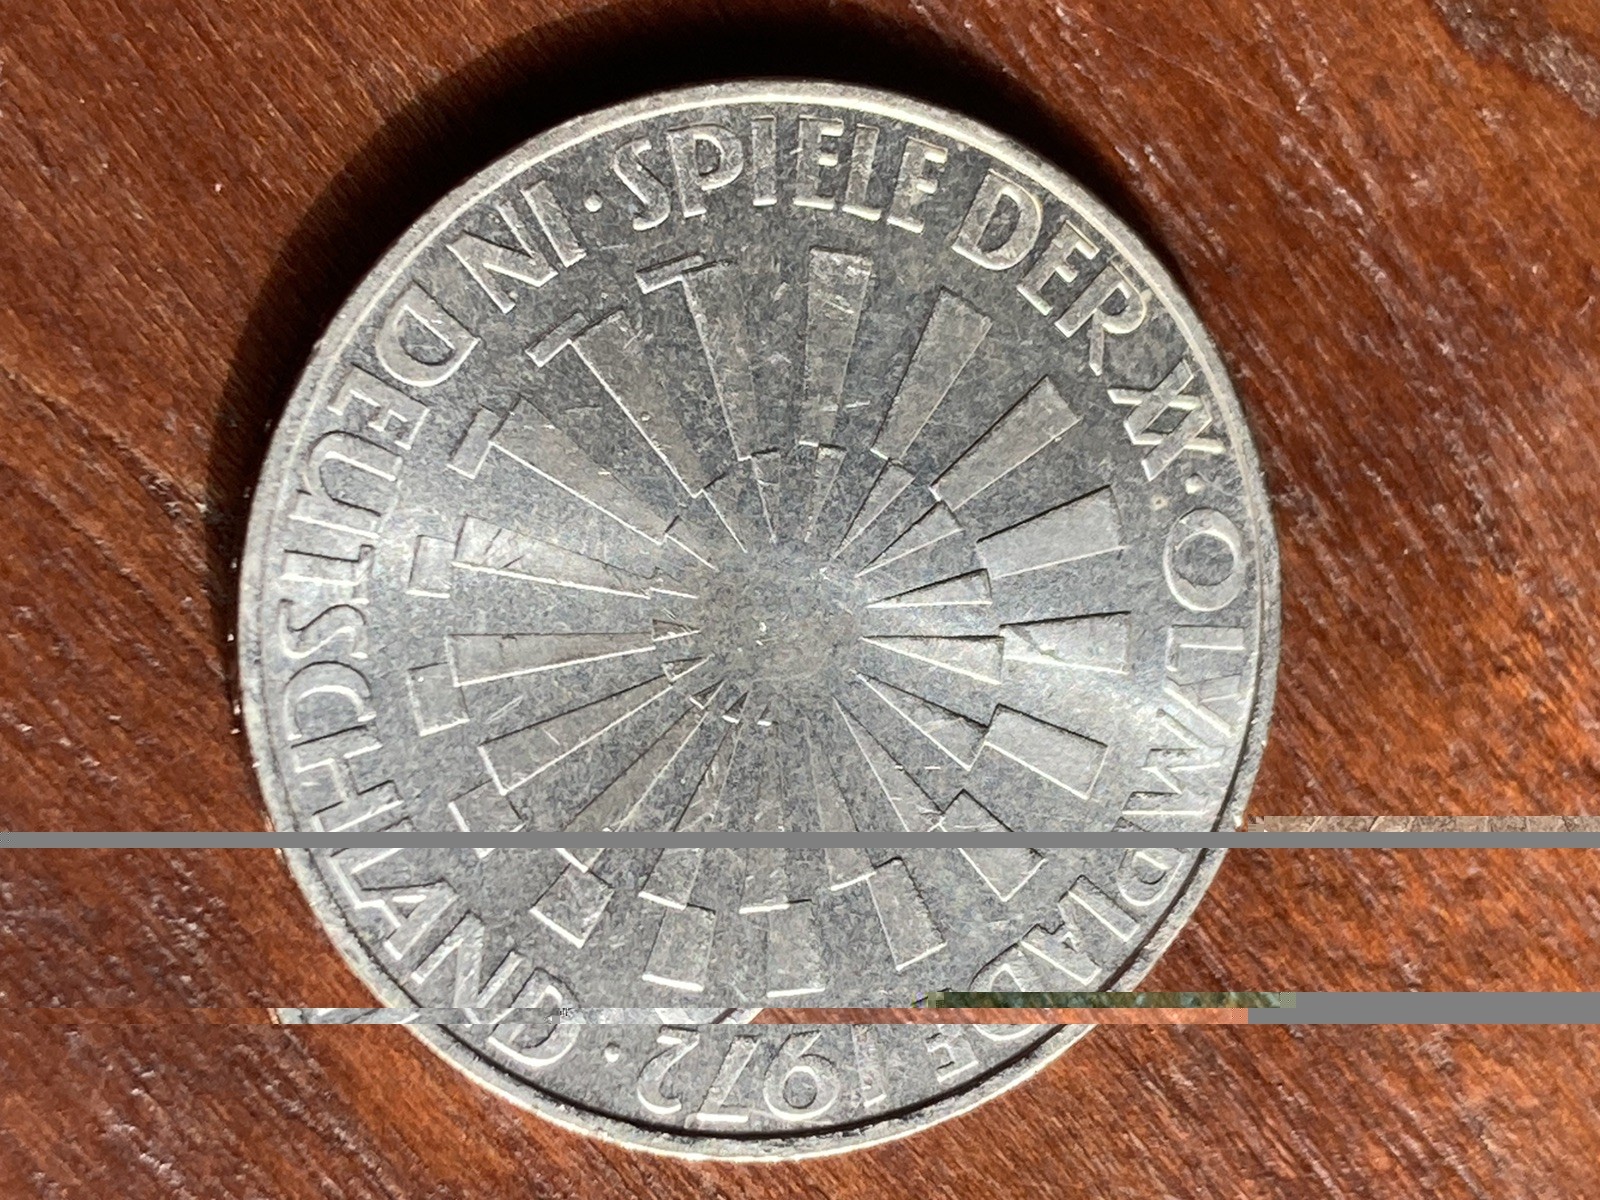 SPIELE DER XX · OLYMPIADE 1972 · IN DEUTSCHLAND ·